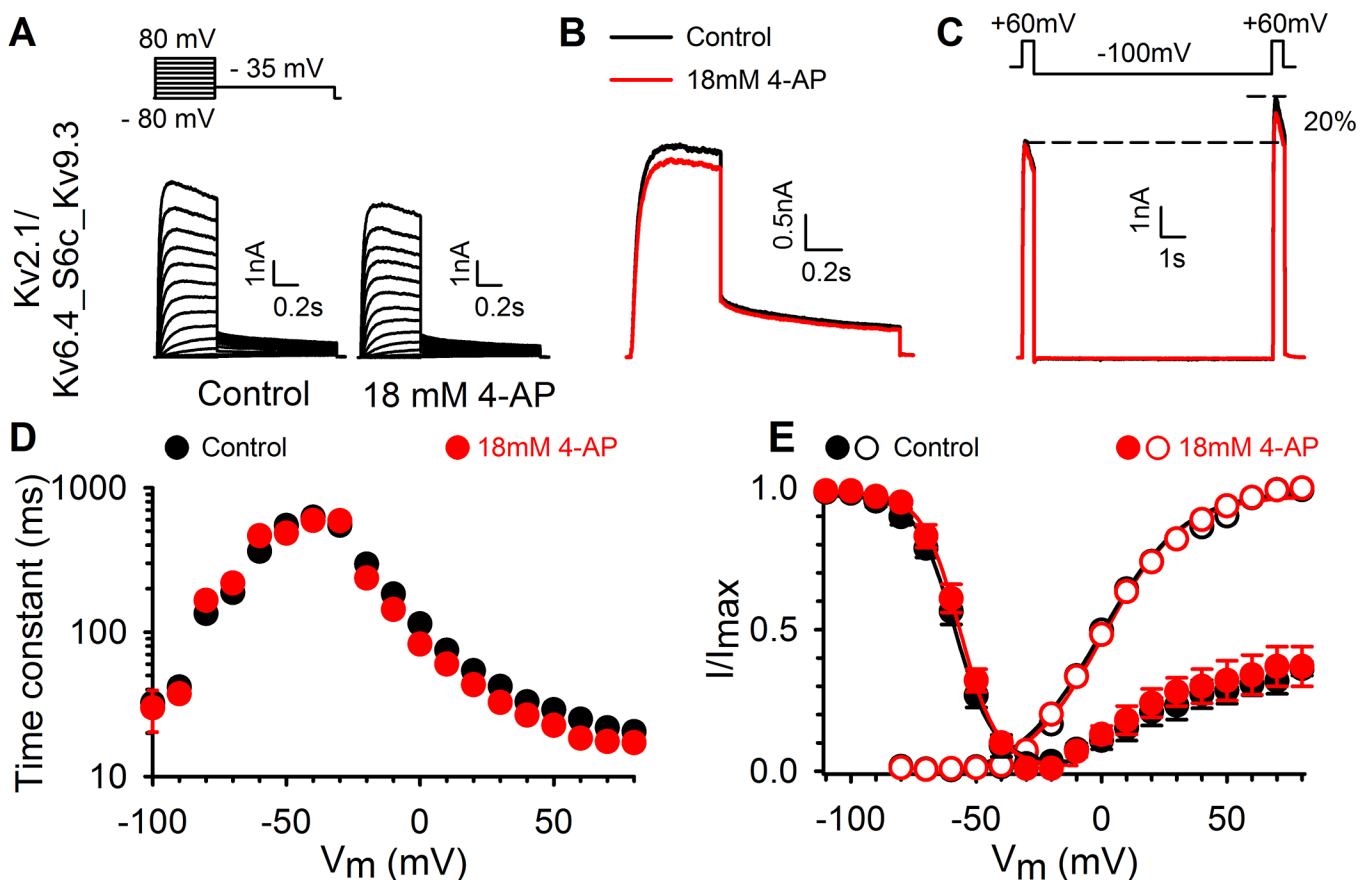 A
80 mV
- 35 mV
- 80 mV
Kv2.1/
Kv6.4_S6c_Kv9.3
1nA
0.2s
1nA
0.2s
Control
18 mM 4-AP
B
Control
18mM 4-AP
0.5nA
0.2s
C
+60mV
+60mV
-100mV
20%
1nA
1s
D
Control
18mM 4-AP
Time constant (ms)
1000
100
10
-100
-50
0
50
Vm (mV)
E
Control
18mM 4-AP
I/Imax
1.0
0.5
0.0
-100
-50
0
50
Vm (mV)